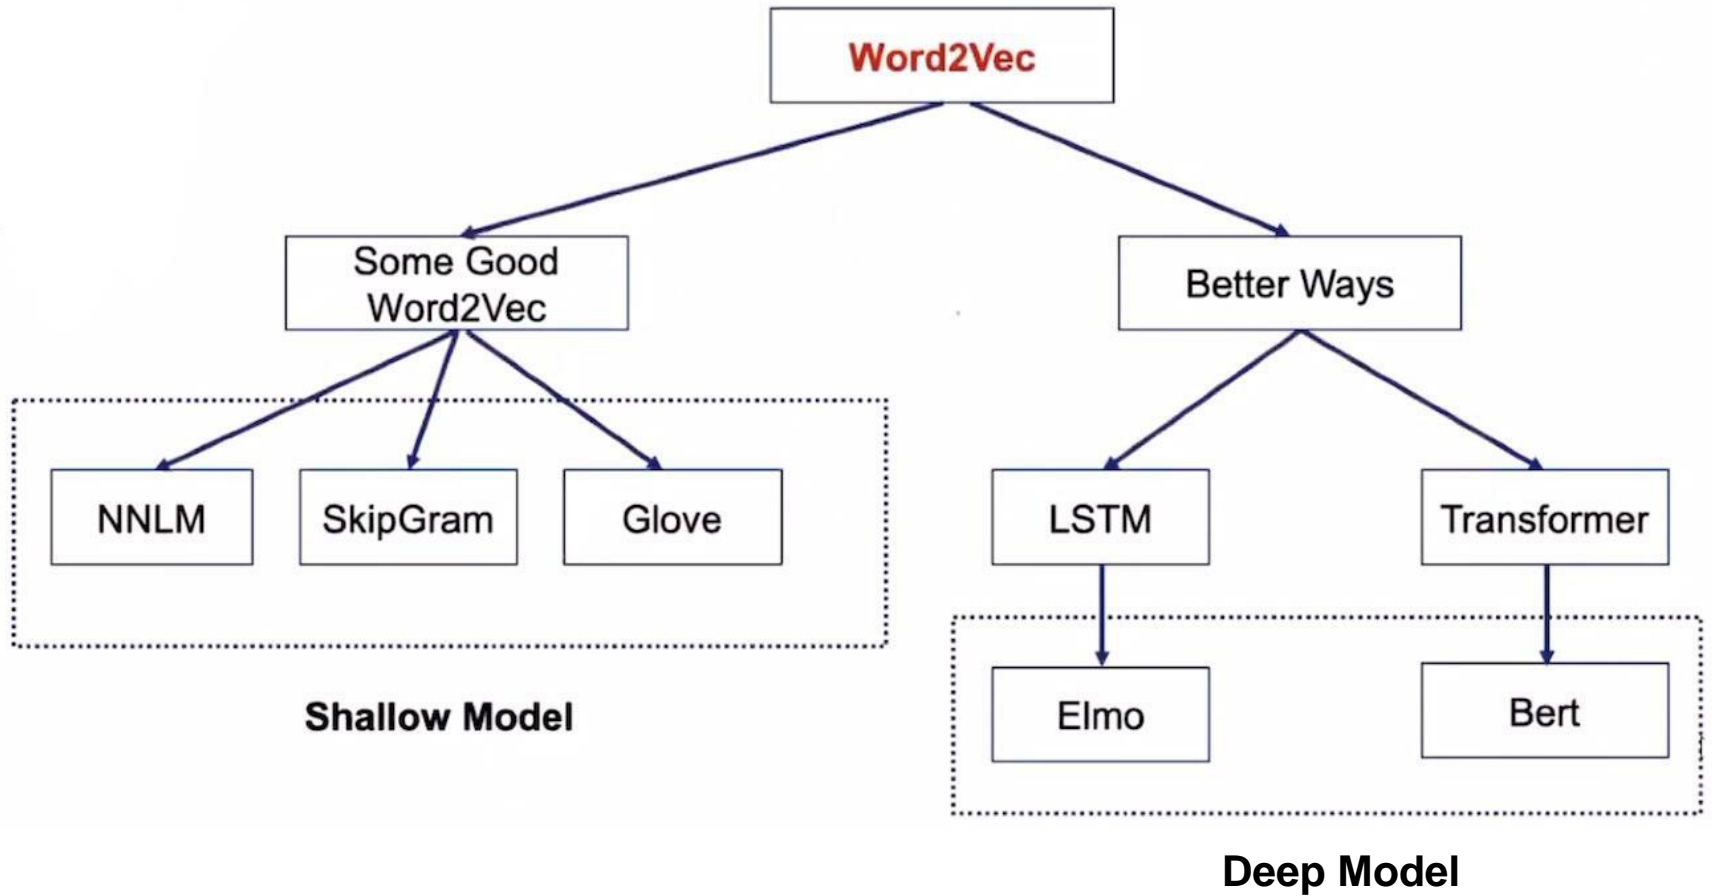 Word2Vec
Some Good
Word2Vec
Better Ways
NNLM
SkipGram
Glove
LSTM
Transformer
Shallow Model
Elmo
Bert
Deep Model